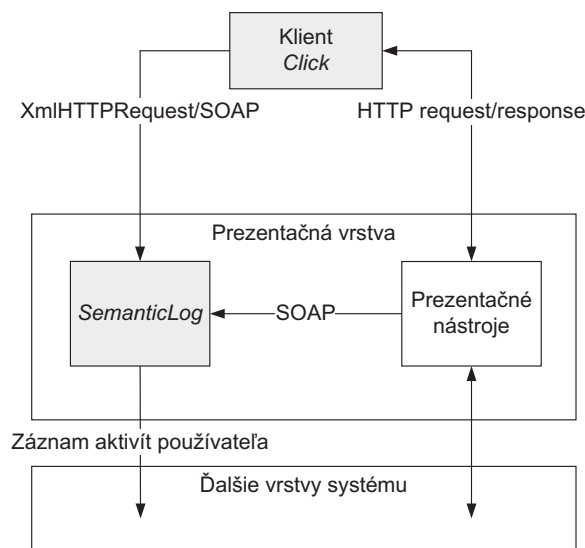 Klient
Click
XmlHTTPRequest/SOAP
HTTP request/response
Prezentačná vrstva
SemanticLog
SOAP
Prezentačné
nástroje
Záznam aktivít používateľa
Ďalšie vrstvy systému